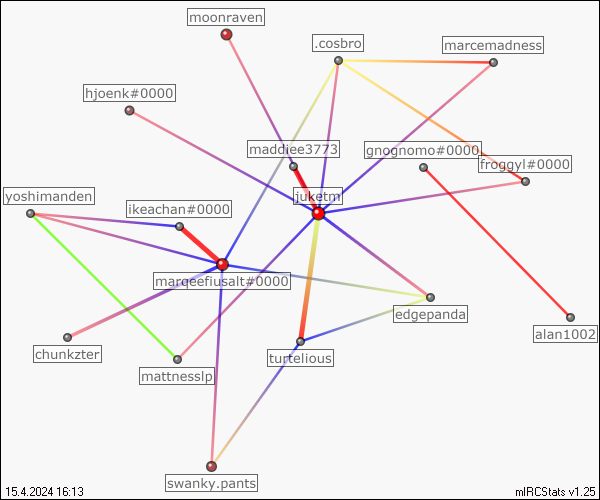 moonraven
.cosbro
marcemadness
hjoenk#0000
maddiee3773
gnognomo#0000
froggyl#0000
yoshimanden
juketm
ikeachan#0000
marqeefiusalt#0000
edgepanda
alan1002
chunkzter
turtelious
mattnesslp
swanky.pants
15.4.2024 16:13
mIRCStats v1.25